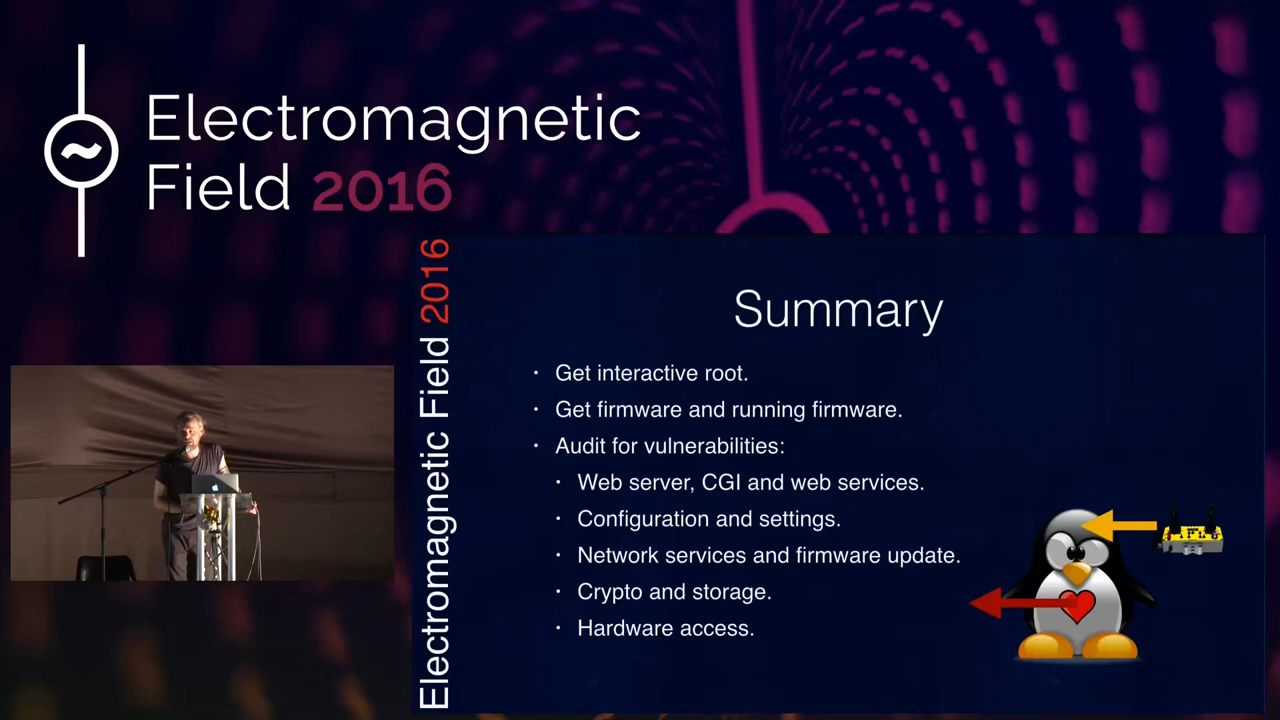 Electromagnetic
Field 2016
Electromagnetic Field 2016
Summary
· Get interactive root.
· Get firmware and running firmware.
· Audit for vulnerabilities:
· Web server, CGI and web services.
· Configuration and settings.
· Network services and firmware update.
· Crypto and storage.
· Hardware access.